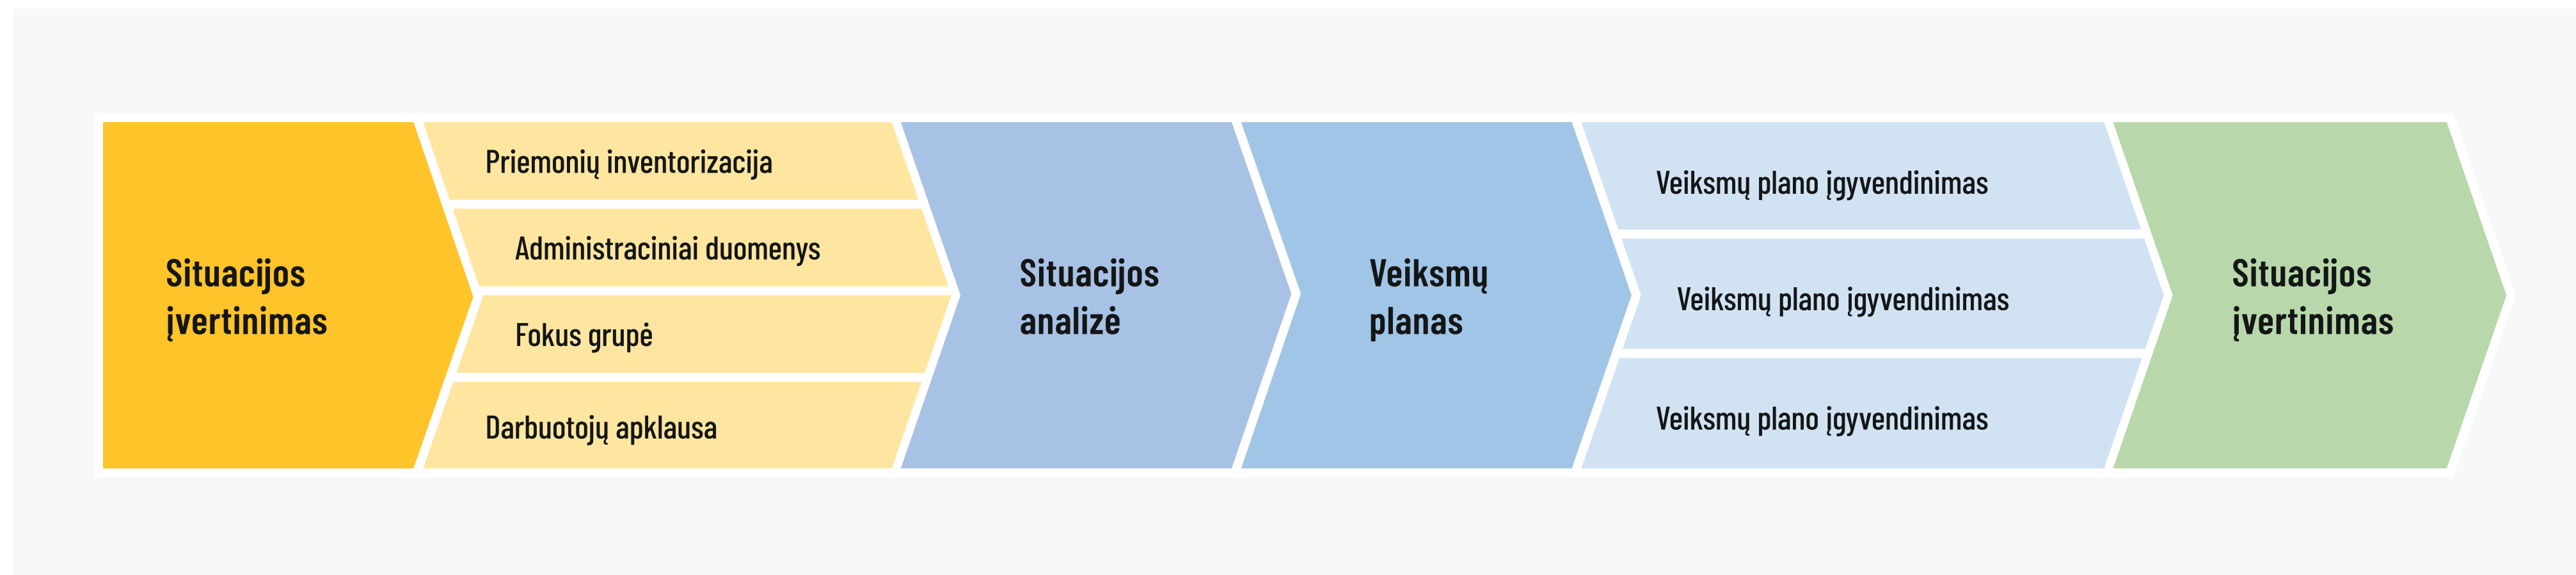 Situacijos
įvertinimas
Priemonių inventorizacija
Administraciniai duomenys
Fokus grupė
Darbuotojų apklausa
Situacijos
analizė
Veiksmų
planas
Veiksmų plano įgyvendinimas
Veiksmų plano įgyvendinimas
Veiksmų plano įgyvendinimas
Situacijos
įvertinimas